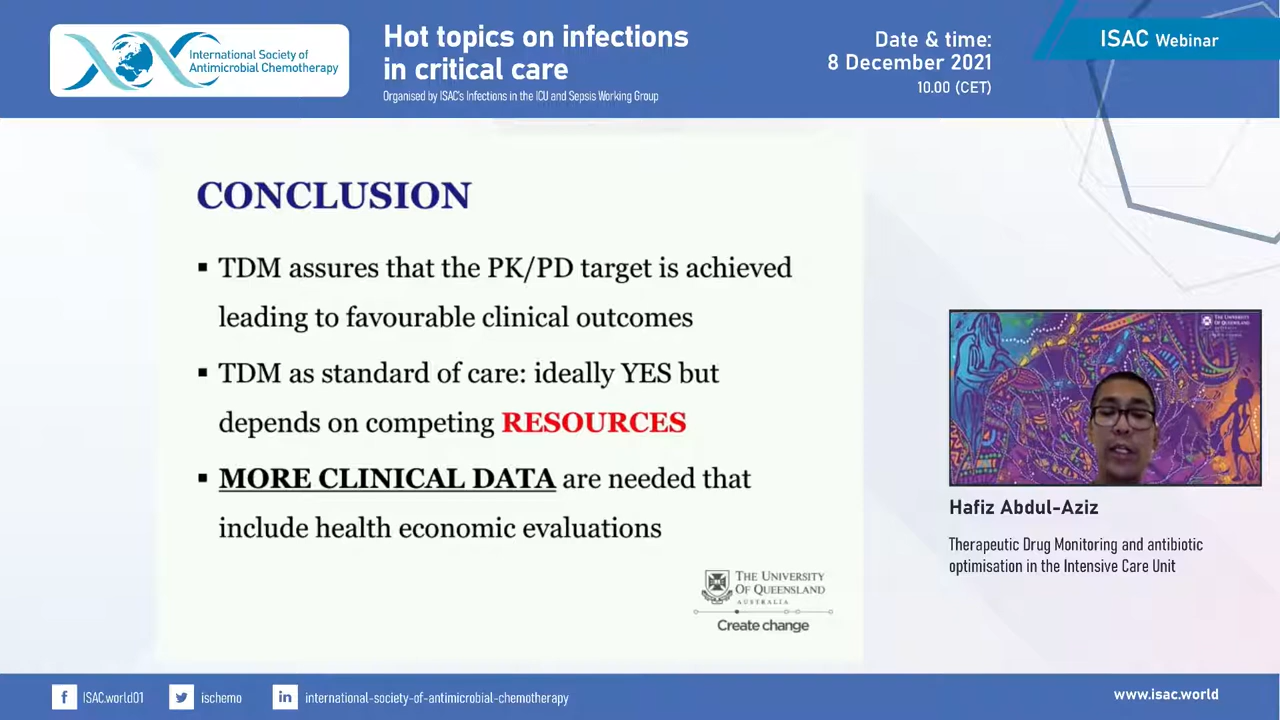 International Society of
Antimicrobial Chemotherapy
Hot topics on infections
in critical care
Organised by ISAC's Infections in the ICU and Sepsis Working Group
Date & time:
8 December 2021
10.00 (CET)
ISAC Webinar
CONCLUSION
▪ TDM assures that the PK/PD target is achieved
leading to favourable clinical outcomes
▪ TDM as standard of care: ideally YES but
depends on competing RESOURCES
▪ MORE CLINICAL DATA are needed that
include health economic evaluations
THE UNIVERSITY
OF QUEENSLAND
AUSTRALIA
Create change
THE UNIVERSITY
OF QUEENSLAND
Hafiz Abdul-Aziz
Therapeutic Drug Monitoring and antibiotic
optimisation in the Intensive Care Unit
ISAC.world01
ischemo
international-society-of-antimicrobial-chemotherapy
www.isac.world